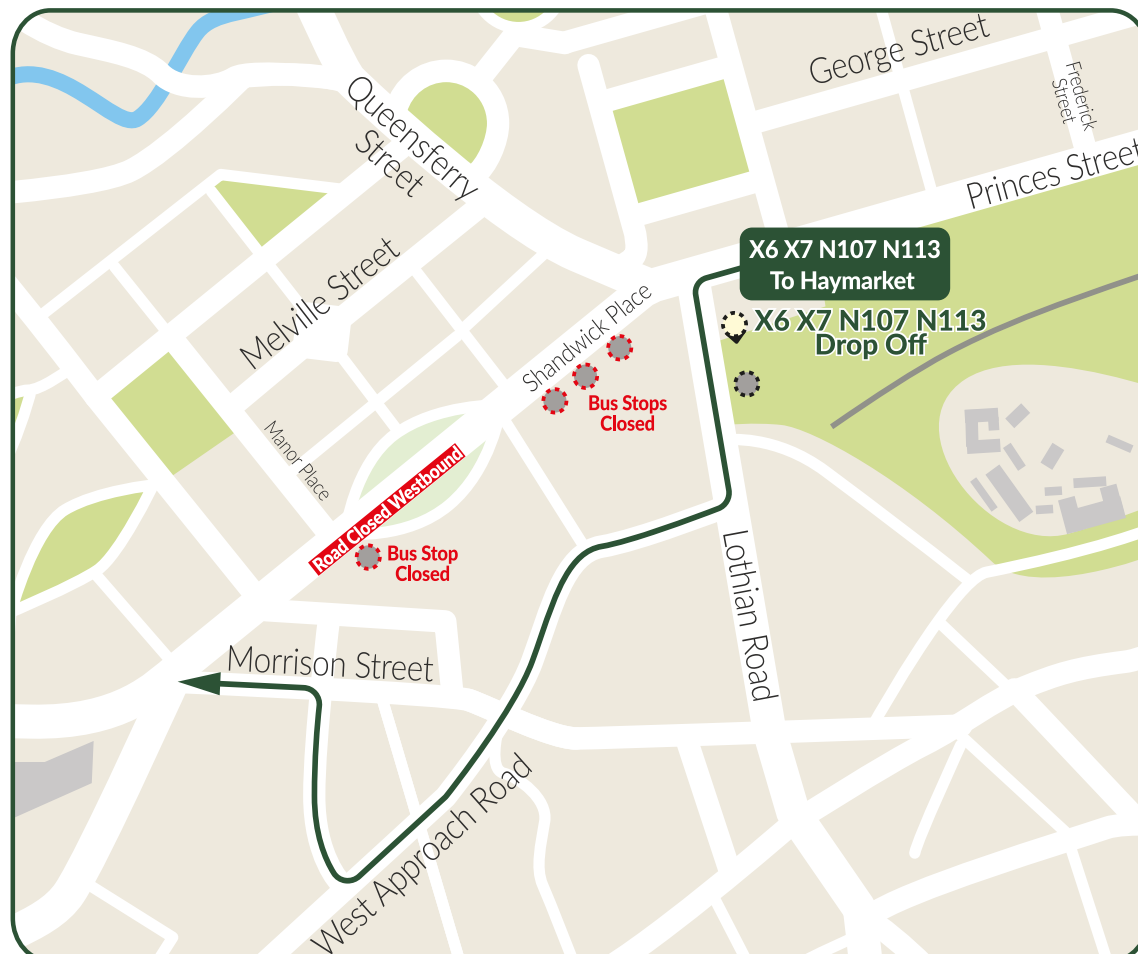 George Street
Frederick
Street
Queensferry
Street
Princes Street
X6 X7 N107 N113
To Haymarket
X6 X7 N107 N113
Drop Off
Melville Street
Shandwick Place
Bus Stops
Closed
Manor Place
Road Closed Westbound
Bus Stop
Closed
Lothian Road
Morrison Street
West Approach Road